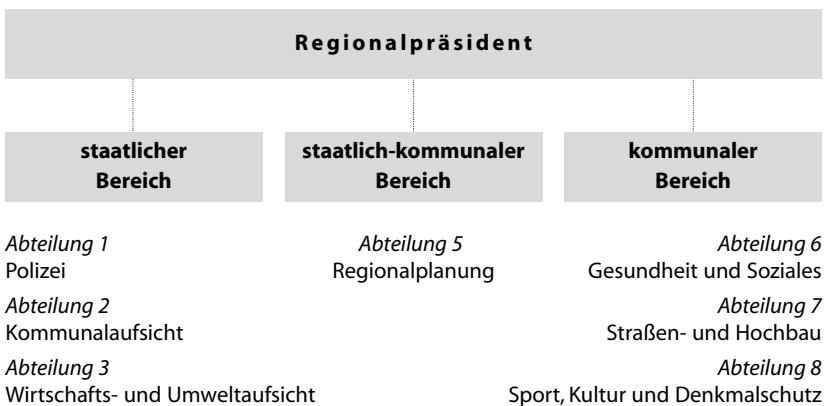 Regionalpräsident
staatlicher
Bereich
staatlich-kommunaler
Bereich
kommunaler
Bereich
Abteilung 1
Polizei
Abteilung 2
Kommunalaufsicht
Abteilung 3
Wirtschafts- und Umweltaufsicht
Abteilung 5
Regionalplanung
Abteilung 6
Gesundheit und Soziales
Abteilung 7
Straßen- und Hochbau
Abteilung 8
Sport, Kultur und Denkmalschutz